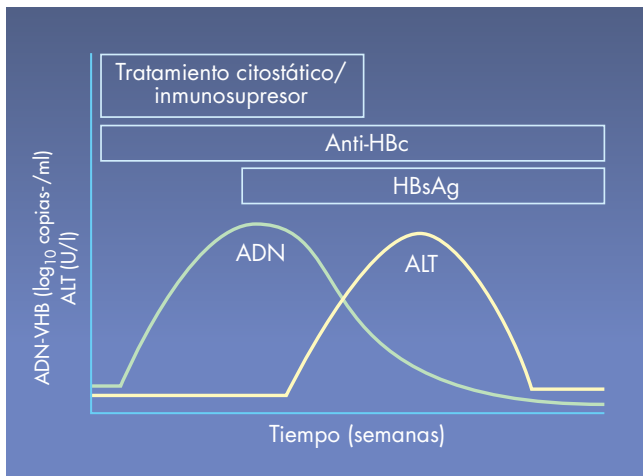 Tratamiento citostático/
inmunosupresor
Anti-HBc
HBsAg
ADN
ALT
ADN-VHB (log10 copias-/ml)
ALT (U/l)
Tiempo (semanas)